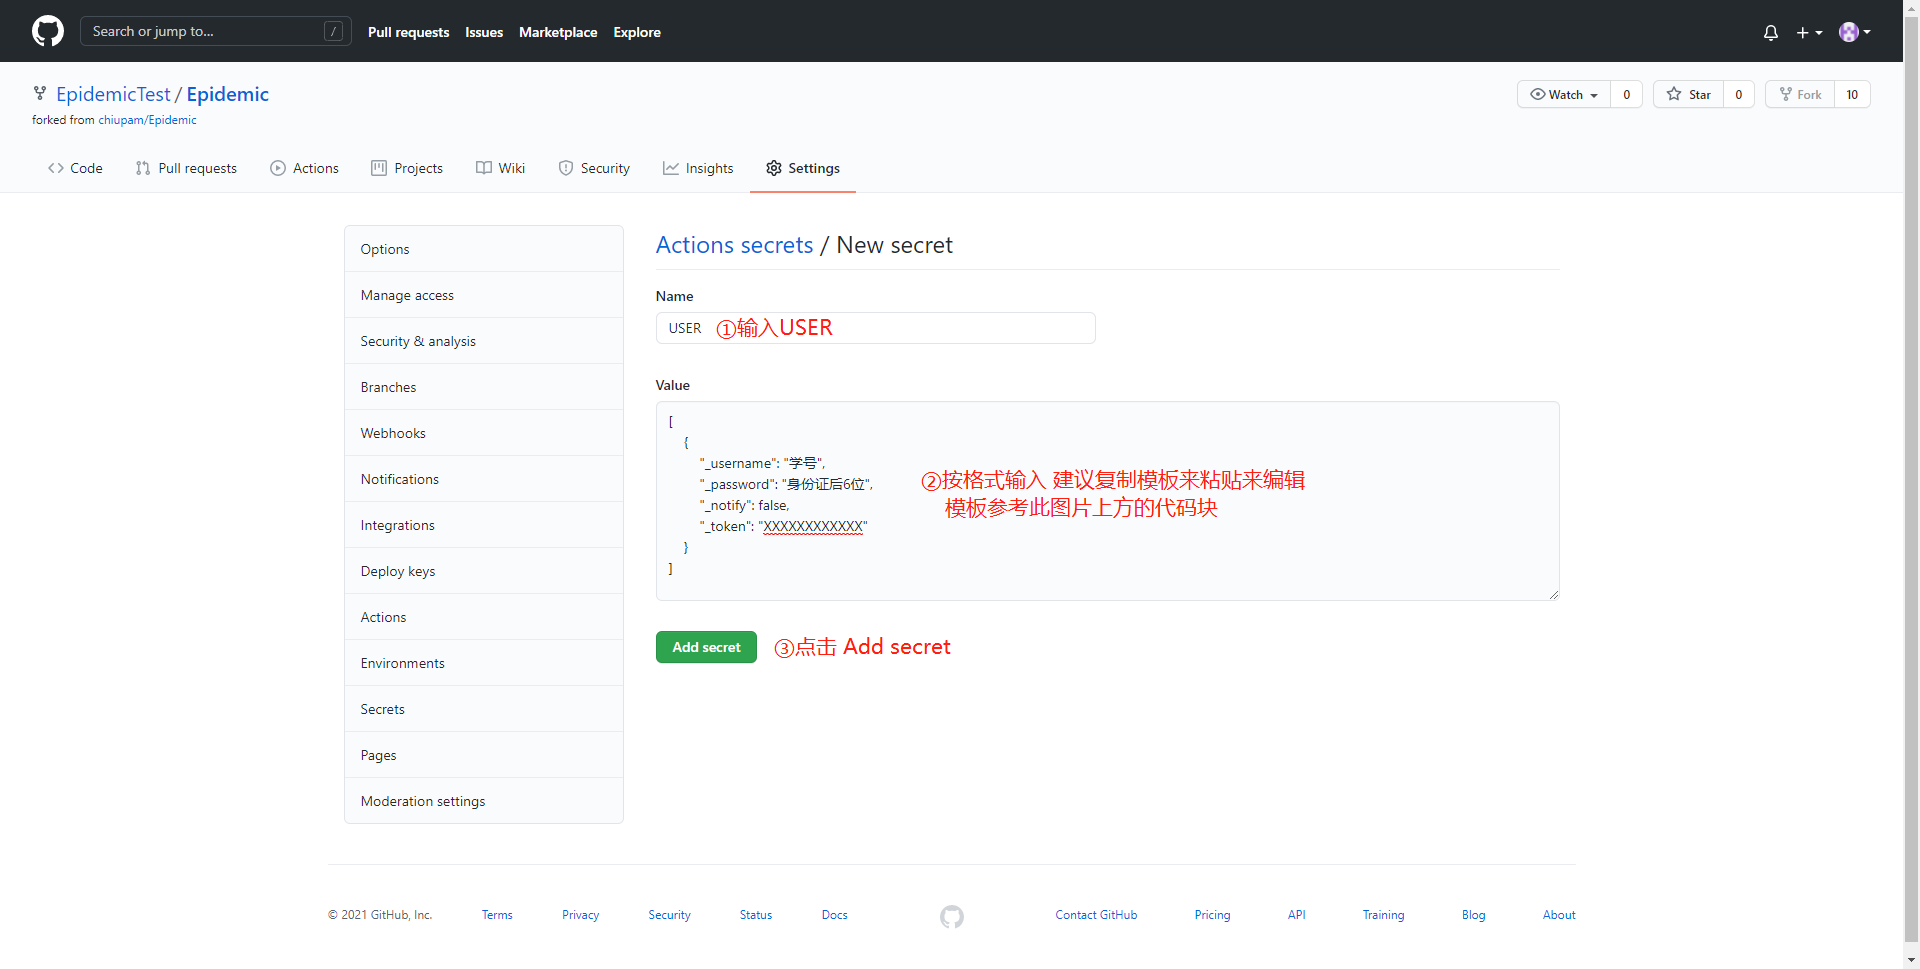 Search or jump to... /
Pull requests Issues Marketplace Explore
EpidemicTest / Epidemic
forked from chiupam/Epidemic
Watch 0 Star 0 Fork 10
Code Pull requests Actions Projects Wiki Security Insights Settings
Options
Manage access
Security & analysis
Branches
Webhooks
Notifications
Integrations
Deploy keys
Actions
Environments
Secrets
Pages
Moderation settings
Actions secrets / New secret
Name
USER ①输入USER
Value
[
{
"_username": "学号",
"_password": "身份证后6位",
"_notify": false,
"_token": "XXXXXXXXXXXX"
}
]
②按格式输入 建议复制模板来粘贴来编辑
模板参考此图片上方的代码块
Add secret ③点击 Add secret
© 2021 GitHub, Inc. Terms Privacy Security Status Docs Contact GitHub Pricing API Training Blog About